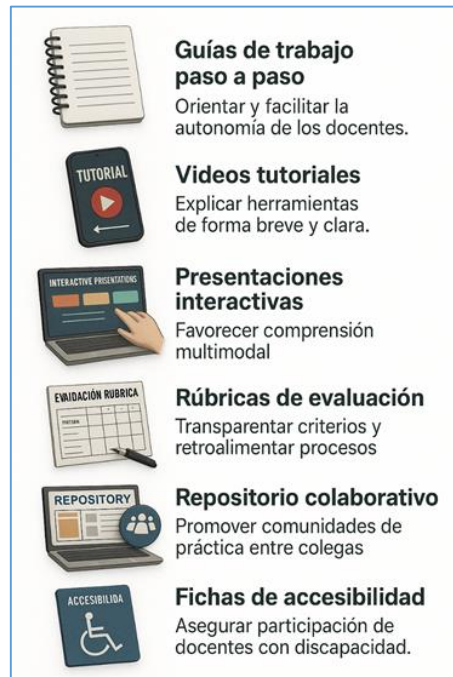 Guías de trabajo
paso a paso
Orientar y facilitar la
autonomía de los docentes.
TUTORIAL
Videos tutoriales
Explicar herramientas
de forma breve y clara.
INTERACTIVE PRISENTATIONS
Presentaciones
interactivas
Favorecer comprensión
multimodal
EVAIDACIÓN RUBRICA
Rúbricas de evaluación
Transparentar criterios y
retroalimentar procesos
REPOSITORY
Repositorio colaborativo
Promover comunidades de
práctica entre colegas
ACCESIBILIDA
Fichas de accesibilidad
Asegurar participación de
docentes con discapacidad.